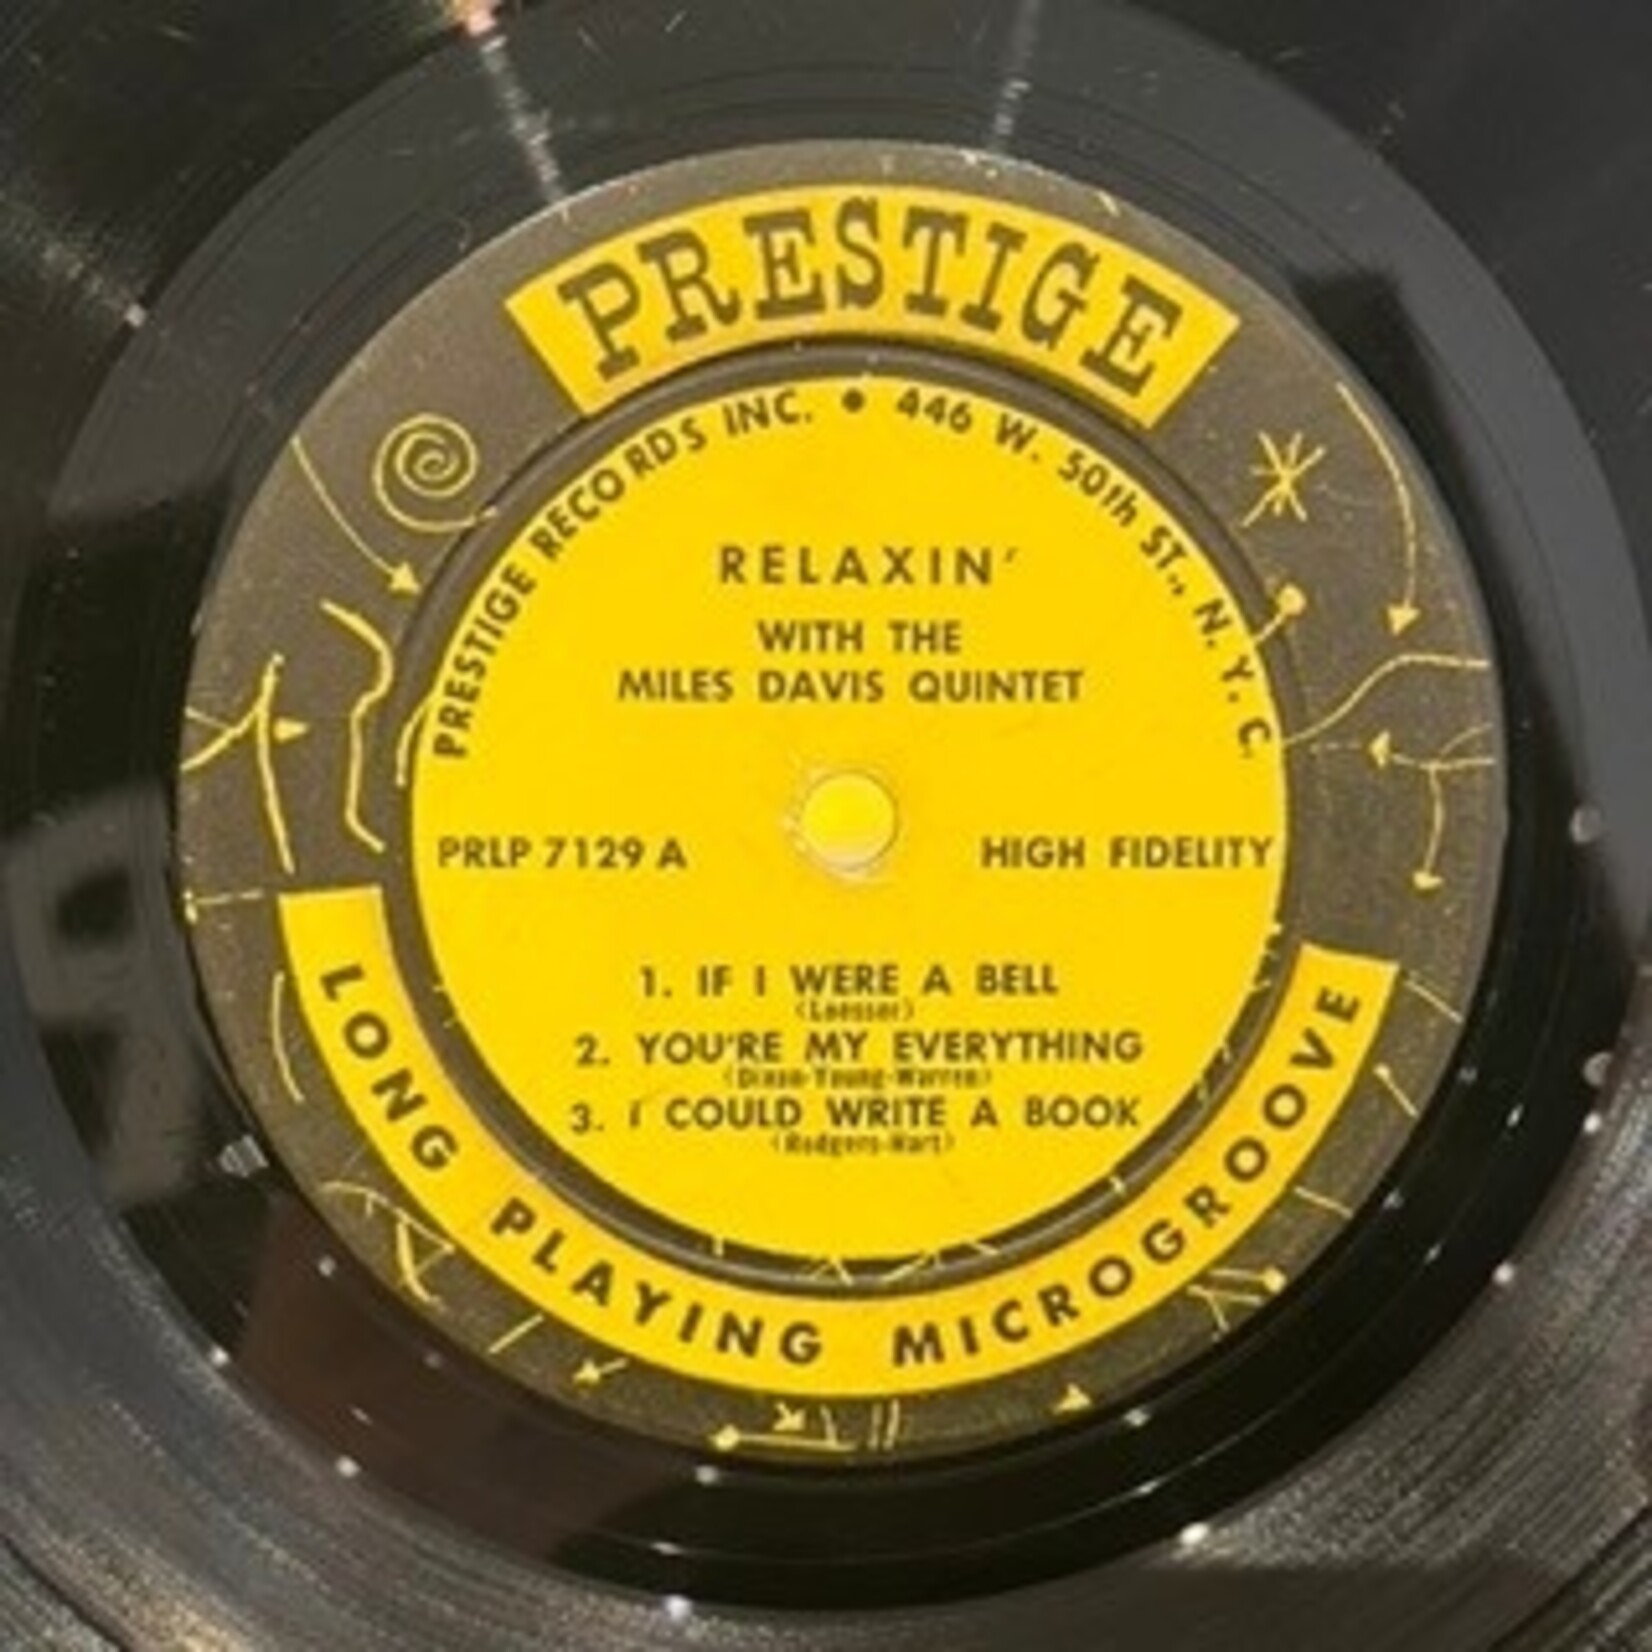 PRESTIGE
PRESTIGE RECORDS INC. • 446 W. 50th ST., N. Y. C.
RELAXIN'
WITH THE
MILES DAVIS QUINTET
PRLP 7129 A
HIGH FIDELITY
1. IF I WERE A BELL
(Loesser)
2. YOU'RE MY EVERYTHING
(Dixon-Young-Warren)
3. I COULD WRITE A BOOK
(Rodgers-Hart)
LONG PLAYING MICROGROOVE